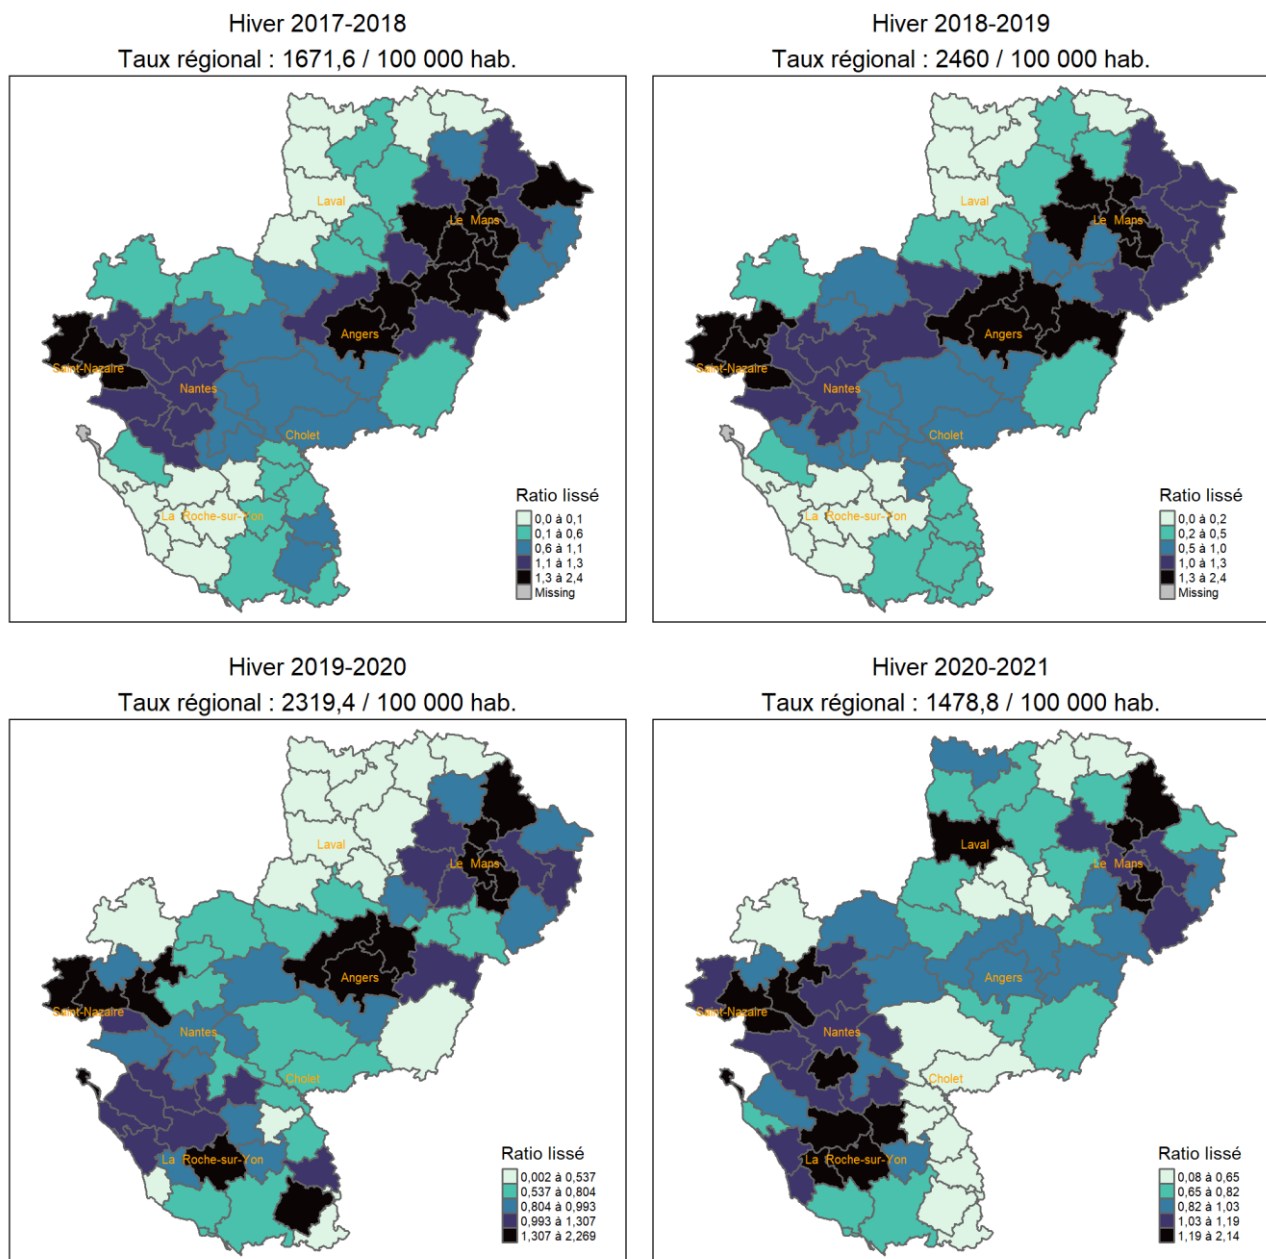 Hiver 2017-2018
Taux régional : 1671,6 / 100 000 hab.
Laval
Le Mans
Angers
Saint-Nazaire
Nantes
Cholet
La Roche-sur-Yon
Ratio lissé
0,0 à 0,1
0,1 à 0,6
0,6 à 1,1
1,1 à 1,3
1,3 à 2,4
Missing
Hiver 2018-2019
Taux régional : 2460 / 100 000 hab.
Laval
Le Mans
Angers
Saint-Nazaire
Nantes
Cholet
La Roche-sur-Yon
Ratio lissé
0,0 à 0,2
0,2 à 0,5
0,5 à 1,0
1,0 à 1,3
1,3 à 2,4
Missing
Hiver 2019-2020
Taux régional : 2319,4 / 100 000 hab.
Laval
Le Mans
Angers
Saint-Nazaire
Nantes
Cholet
La Roche-sur-Yon
Ratio lissé
0,002 à 0,537
0,537 à 0,804
0,804 à 0,993
0,993 à 1,307
1,307 à 2,269
Hiver 2020-2021
Taux régional : 1478,8 / 100 000 hab.
Laval
Le Mans
Angers
Saint-Nazaire
Nantes
Cholet
La Roche-sur-Yon
Ratio lissé
0,08 à 0,65
0,65 à 0,82
0,82 à 1,03
1,03 à 1,19
1,19 à 2,14